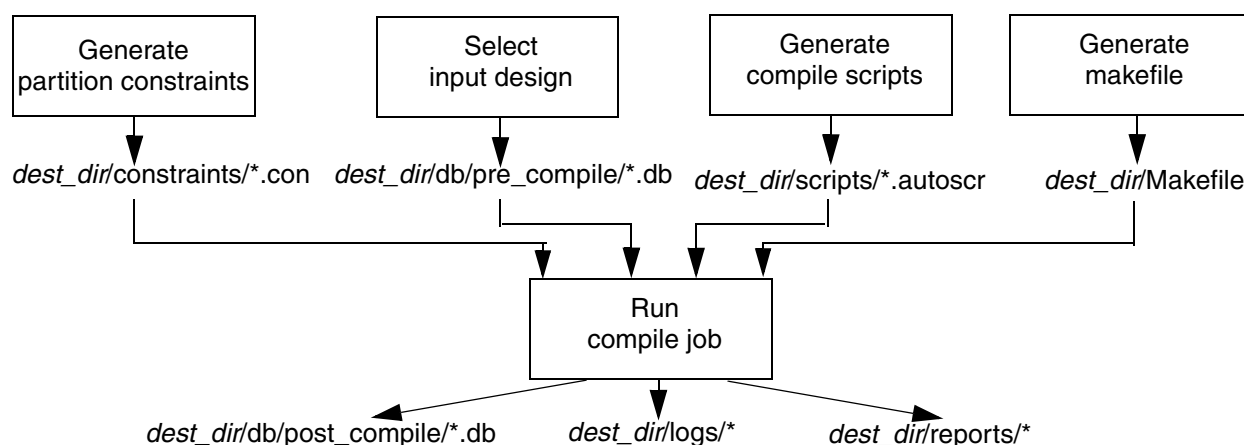 Generate
partition constraints
Select
input design
Generate
compile scripts
Generate
makefile
dest_dir/constraints/*.con
dest_dir/db/pre_compile/*.db
dest_dir/scripts/*.autoscr
dest_dir/Makefile
Run
compile job
dest_dir/db/post_compile/*.db
dest_dir/logs/*
dest_dir/reports/*